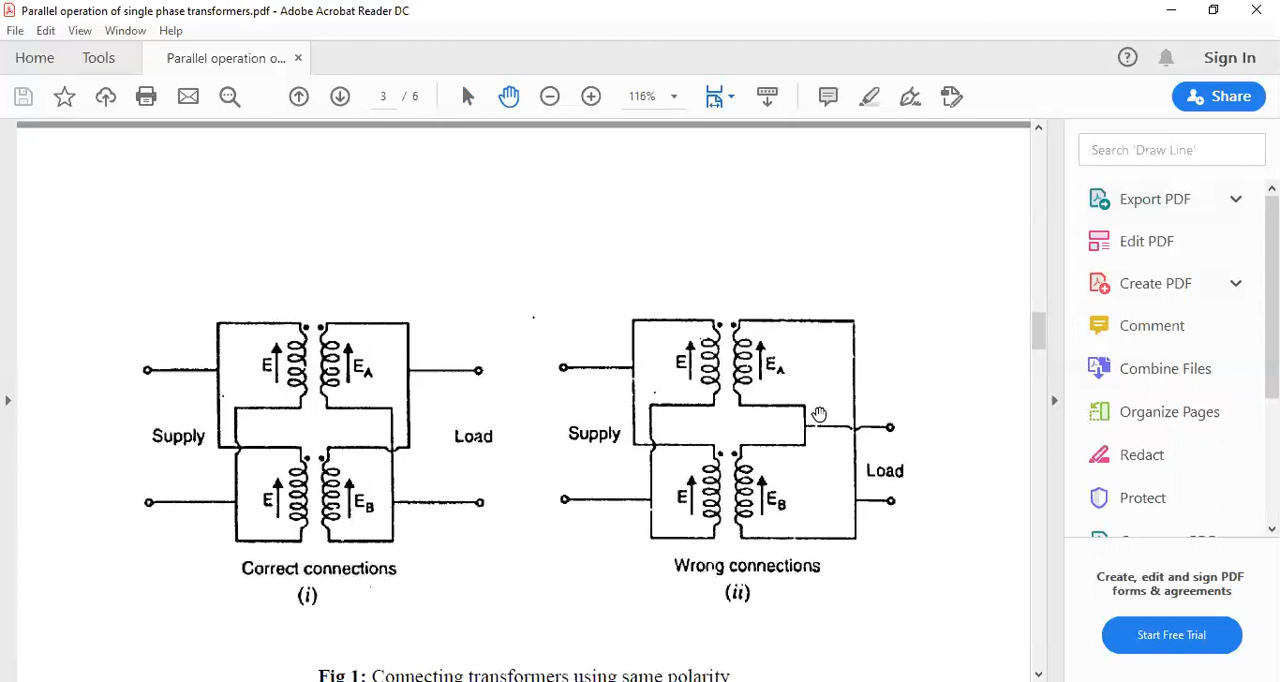 Parallel operation of single phase transformers.pdf - Adobe Acrobat Reader DC
File Edit View Window Help
Home Tools Parallel operation o... × Sign In
3 / 6 116% Share
Search 'Draw Line'
Export PDF
Edit PDF
Create PDF
Comment
Combine Files
Organize Pages
Redact
Protect
Create, edit and sign PDF
forms & agreements
Start Free Trial
E EA
Supply Load
E EB
Correct connections
(i)
E EA
Supply
Load
E EB
Wrong connections
(ii)
Fig 1: Connecting transformers using same polarity